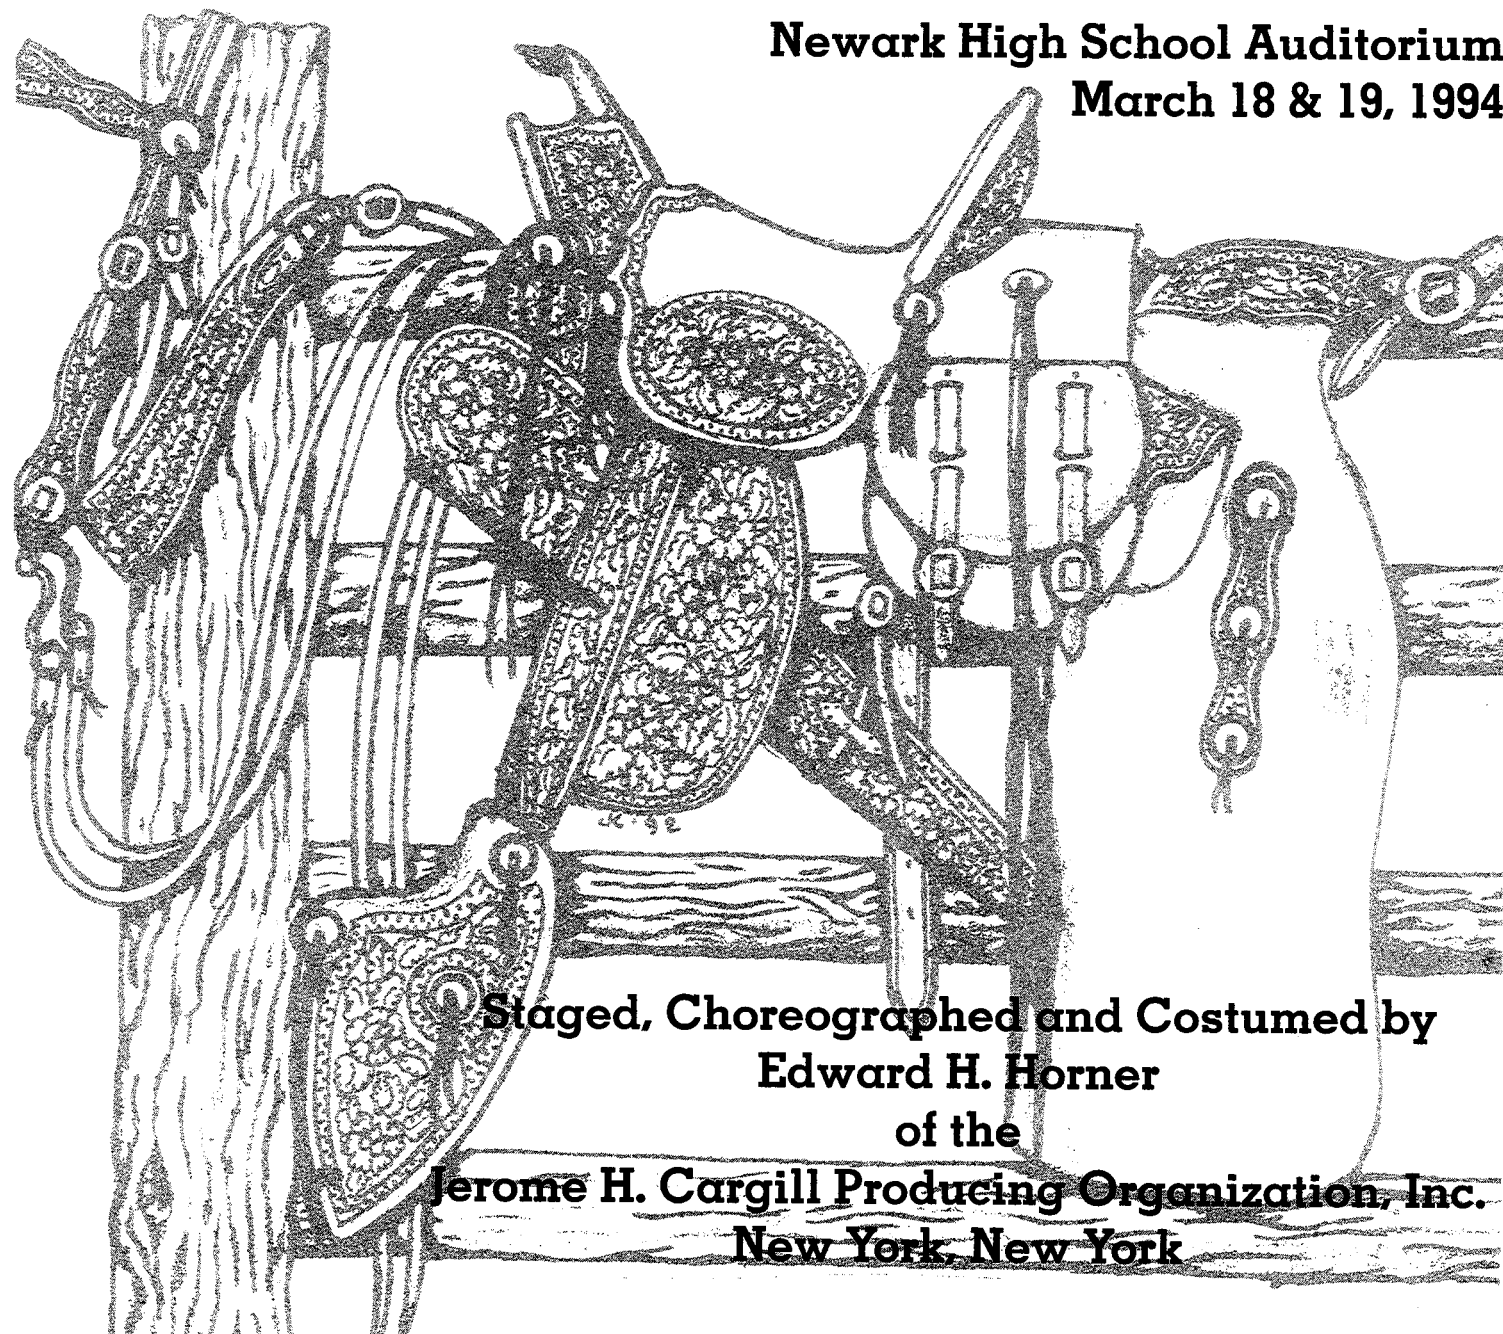 Newark High School Auditorium
March 18 & 19, 1994
Staged, Choreographed and Costumed by
Edward H. Horner
of the
Jerome H. Cargill Producing Organization, Inc.
New York, New York